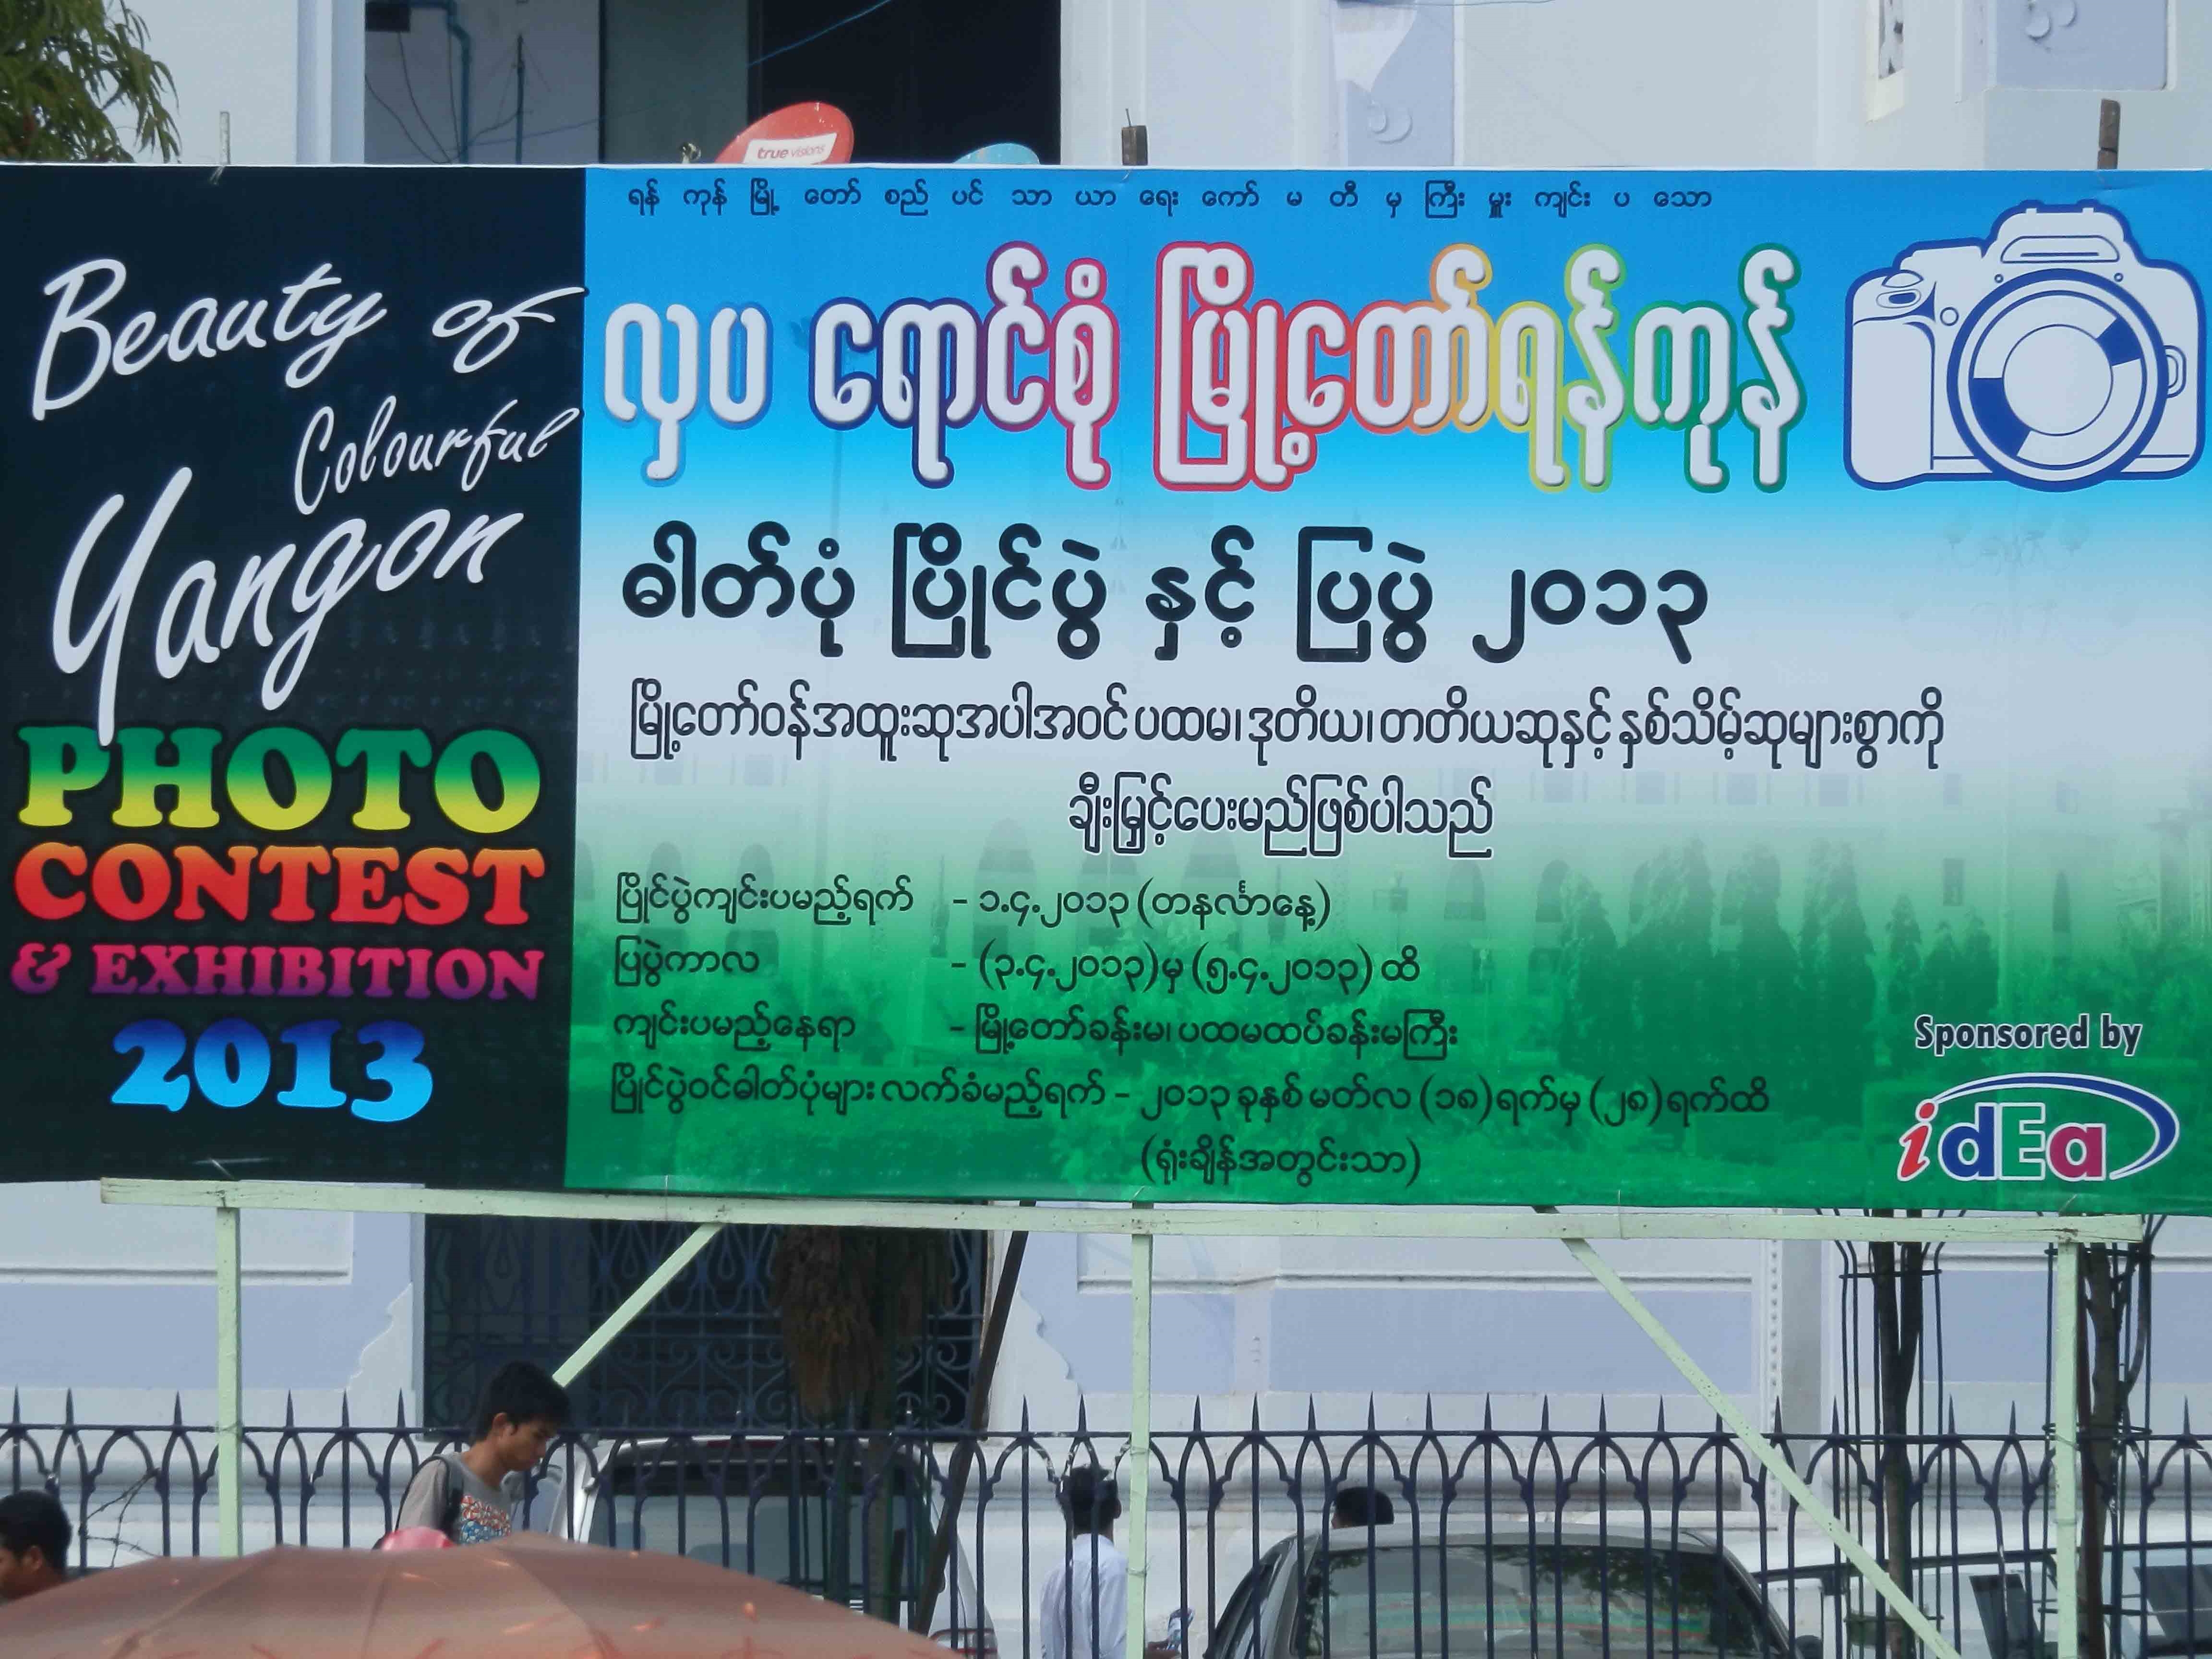 true visions
Beauty of
Colourful
Yangon
PHOTO
CONTEST
& EXHIBITION
2013
ရန်ကုန်မြို့တော်စည်ပင်သာယာရေးကော်မတီမှကြီးမှူးကျင်းပသော
လှပ ရောင်စုံ မြို့တော်ရန်ကုန်
ဓါတ်ပုံ ပြိုင်ပွဲ နှင့် ပြပွဲ ၂၀၁၃
မြို့တော်ဝန်အထူးဆုအပါအဝင် ပထမ၊ ဒုတိယ၊ တတိယဆုနှင့် နှစ်သိမ့်ဆုများစွာကို
ချီးမြှင့်ပေးမည်ဖြစ်ပါသည်
ပြိုင်ပွဲကျင်းပမည့်ရက် - ၁.၄.၂၀၁၃ (တနင်္လာနေ့)
ပြပွဲကာလ - (၃.၄.၂၀၁၃)မှ (၅.၄.၂၀၁၃) ထိ
ကျင်းပမည့်နေရာ - မြို့တော်ခန်းမ၊ ပထမထပ်ခန်းမကြီး
ပြိုင်ပွဲဝင်ဓါတ်ပုံများ လက်ခံမည့်ရက် - ၂၀၁၃ ခုနှစ် မတ်လ (၁၈) ရက်မှ (၂၈) ရက်ထိ
(ရုံးချိန်အတွင်းသာ)
Sponsored by
idEa